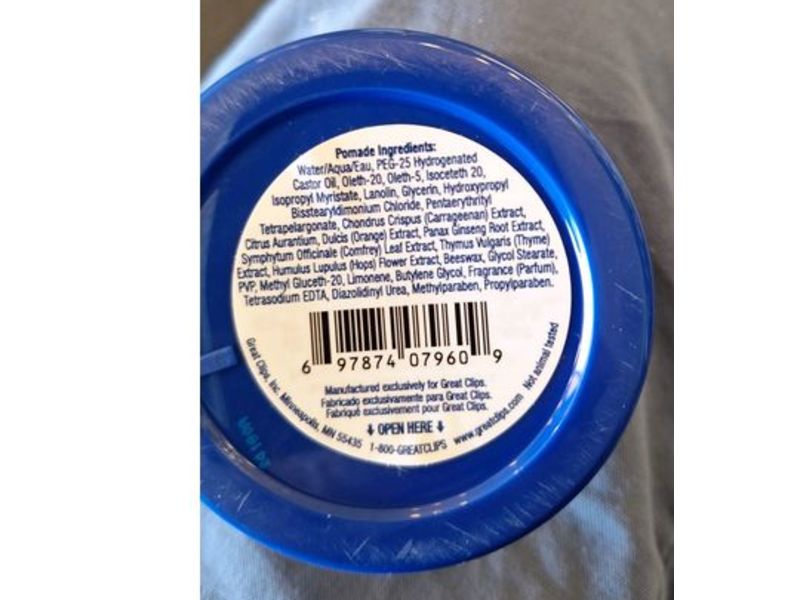 Pomade Ingredients:
Water/Aqua/Eau, PEG-25 Hydrogenated
Castor Oil, Oleth-20, Oleth-5, Isoceteth 20,
Isopropyl Myristate, Lanolin, Glycerin, Hydroxypropyl
Bisstearyldimonium Chloride, Pentaerythrityl
Tetrapelargonate, Chondrus Crispus (Carrageenan) Extract,
Citrus Aurantium, Dulcis (Orange) Extract, Panax Ginseng Root Extract,
Symphytum Officinale (Comfrey) Leaf Extract, Thymus Vulgaris (Thyme)
Extract, Humulus Lupulus (Hops) Flower Extract, Beeswax, Glycol Stearate,
PVP, Methyl Gluceth-20, Limonene, Butylene Glycol, Fragrance (Parfum),
Tetrasodium EDTA, Diazolidinyl Urea, Methylparaben, Propylparaben.
6 97874 07960 9
Manufactured exclusively for Great Clips.
Fabricado exclusivamente para Great Clips.
Fabriqué exclusivement pour Great Clips.
OPEN HERE
Great Clips, Inc. Minneapolis, MN 55435 1-800-GREATCLIPS www.greatclips.com Not animal tested